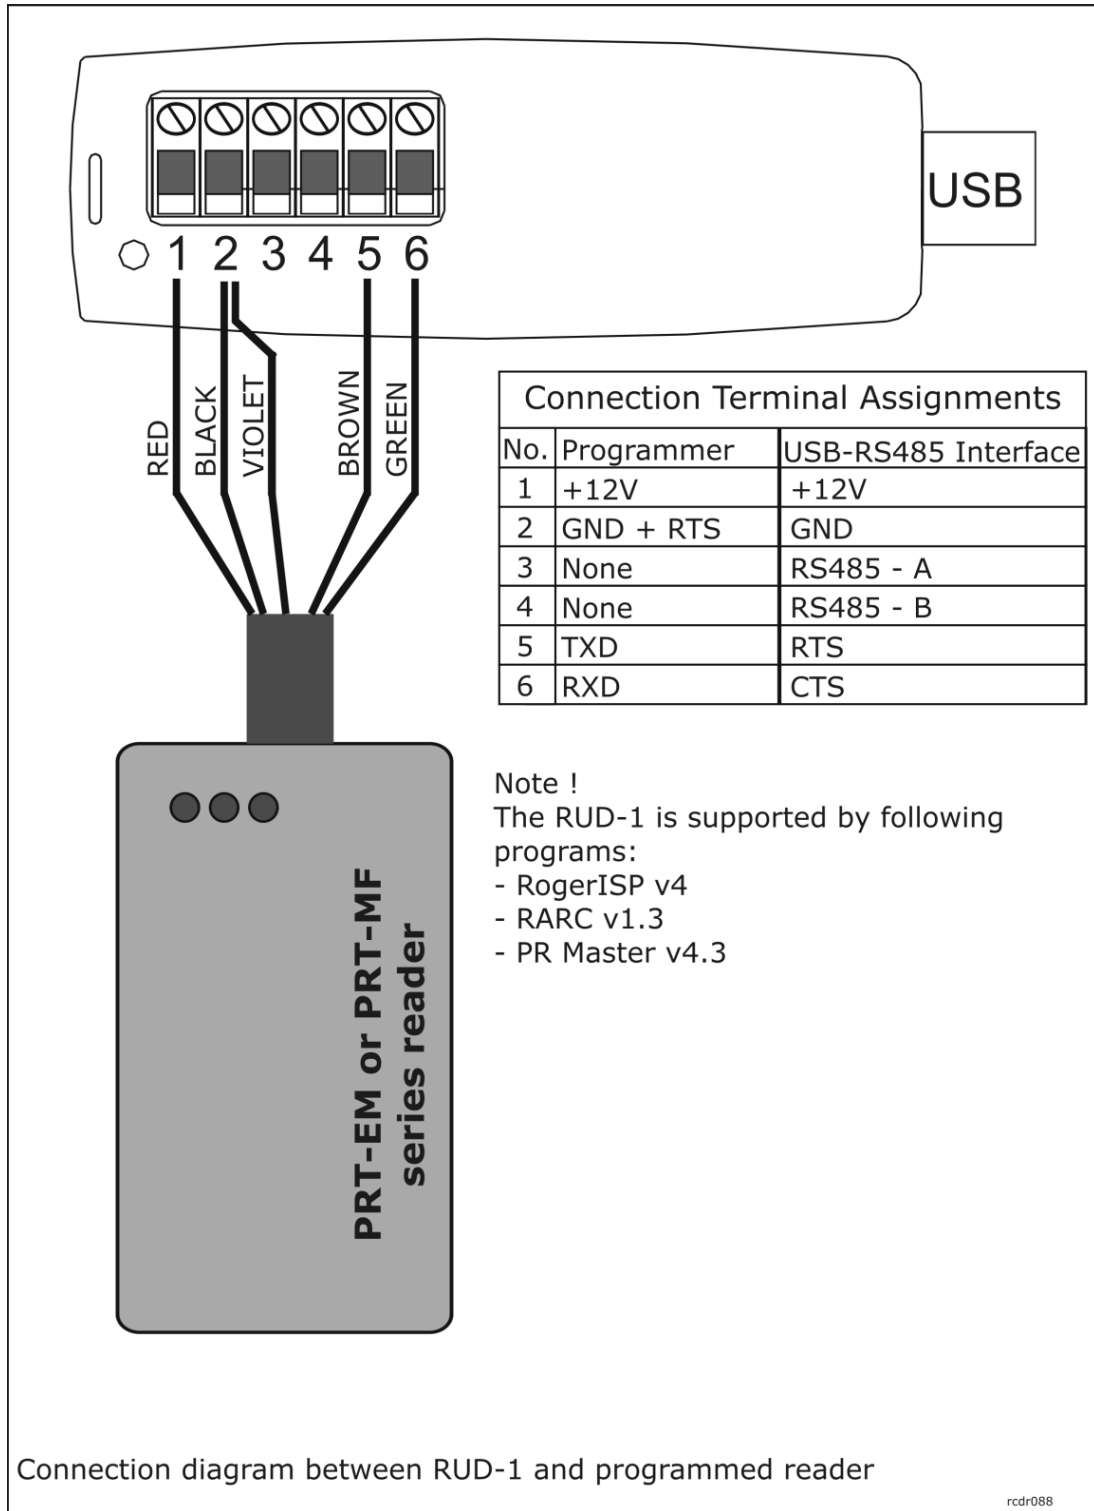 USB
1 2 3 4 5 6
RED
BLACK
VIOLET
BROWN
GREEN
Connection Terminal Assignments
No. Programmer USB-RS485 Interface
1 +12V +12V
2 GND + RTS GND
3 None RS485 - A
4 None RS485 - B
5 TXD RTS
6 RXD CTS
Note !
The RUD-1 is supported by following
programs:
- RogerISP v4
- RARC v1.3
- PR Master v4.3
PRT-EM or PRT-MF
series reader
Connection diagram between RUD-1 and programmed reader
rcdr088